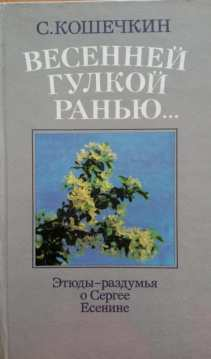 С.КОШЕЧКИН
ВЕСЕННЕЙ
ГУЛКОЙ
РАНЬЮ...
Этюды-раздумья
о Сергее
Есенине